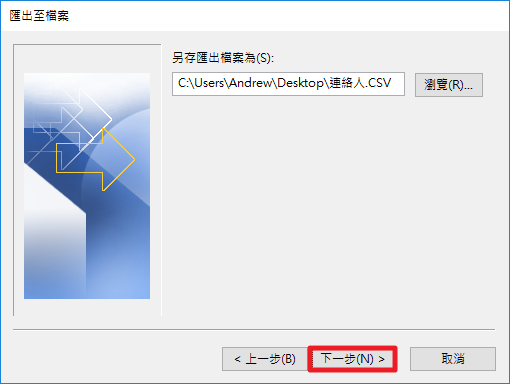 匯出至檔案
另存匯出檔案為(S):
C:\Users\Andrew\Desktop\連絡人.CSV
瀏覽(R)...
< 上一步(B)
下一步(N) >
取消